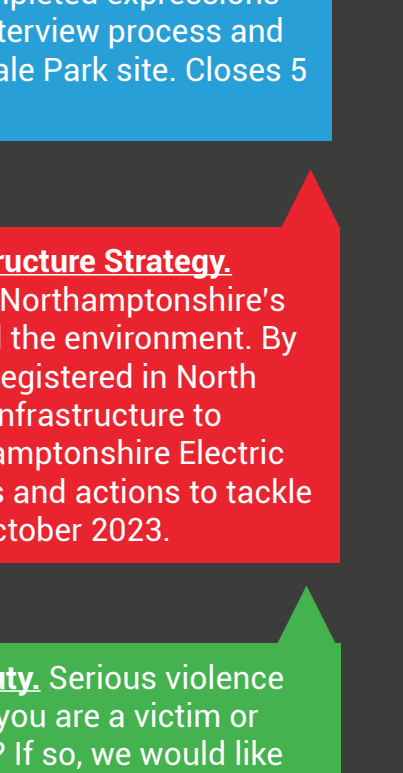 terview process and
ale Park site. Closes 5
ructure Strategy.
Northamptonshire's
the environment. By
egistered in North
nfrastructure to
amptonshire Electric
s and actions to tackle
ctober 2023.
uty. Serious violence
you are a victim or
? If so, we would like